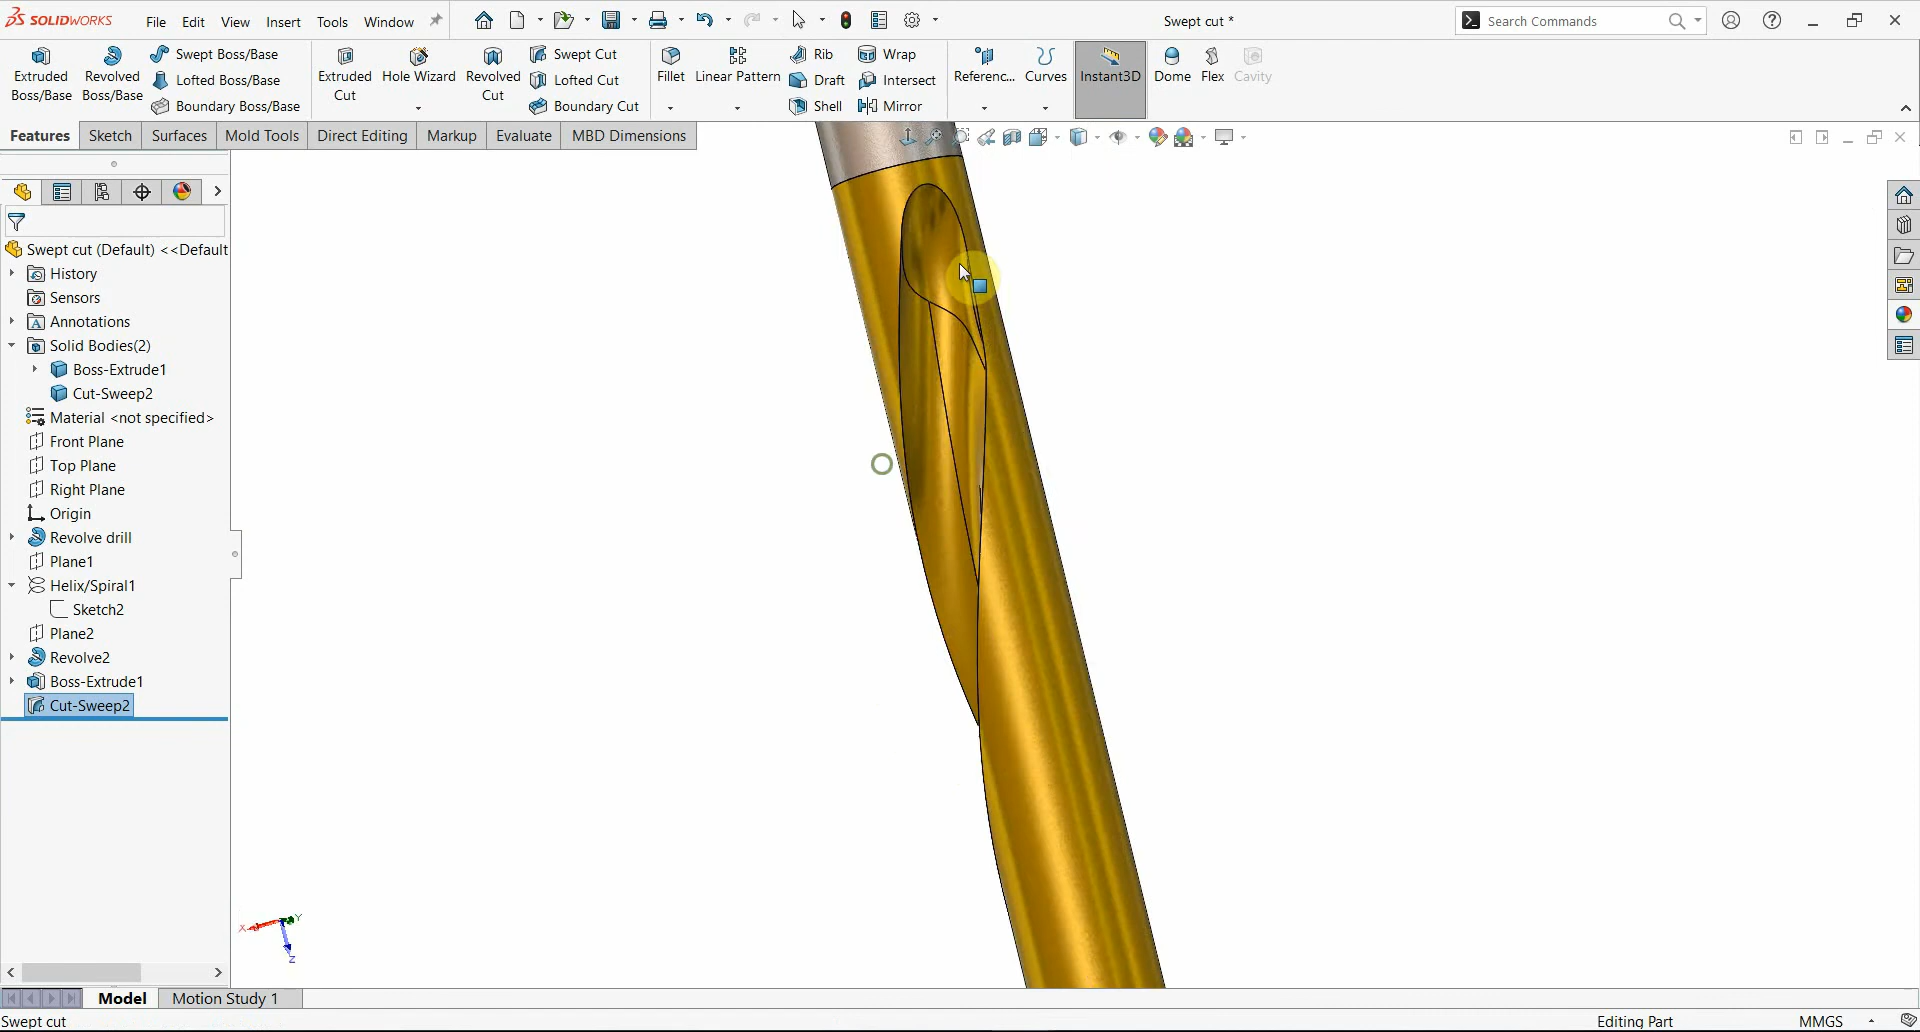 SOLIDWORKS File Edit View Insert Tools Window
Swept cut *
Search Commands
Extruded Boss/Base
Revolved Boss/Base
Swept Boss/Base
Lofted Boss/Base
Boundary Boss/Base
Extruded Cut
Hole Wizard
Revolved Cut
Swept Cut
Lofted Cut
Boundary Cut
Fillet
Linear Pattern
Rib
Draft
Shell
Wrap
Intersect
Mirror
Referenc...
Curves
Instant3D
Dome
Flex
Cavity
Features Sketch Surfaces Mold Tools Direct Editing Markup Evaluate MBD Dimensions
Swept cut (Default) <<Default
History
Sensors
Annotations
Solid Bodies(2)
Boss-Extrude1
Cut-Sweep2
Material <not specified>
Front Plane
Top Plane
Right Plane
Origin
Revolve drill
Plane1
Helix/Spiral1
Sketch2
Plane2
Revolve2
Boss-Extrude1
Cut-Sweep2
X
Y
Z
Model Motion Study 1
Swept cut
Editing Part
MMGS